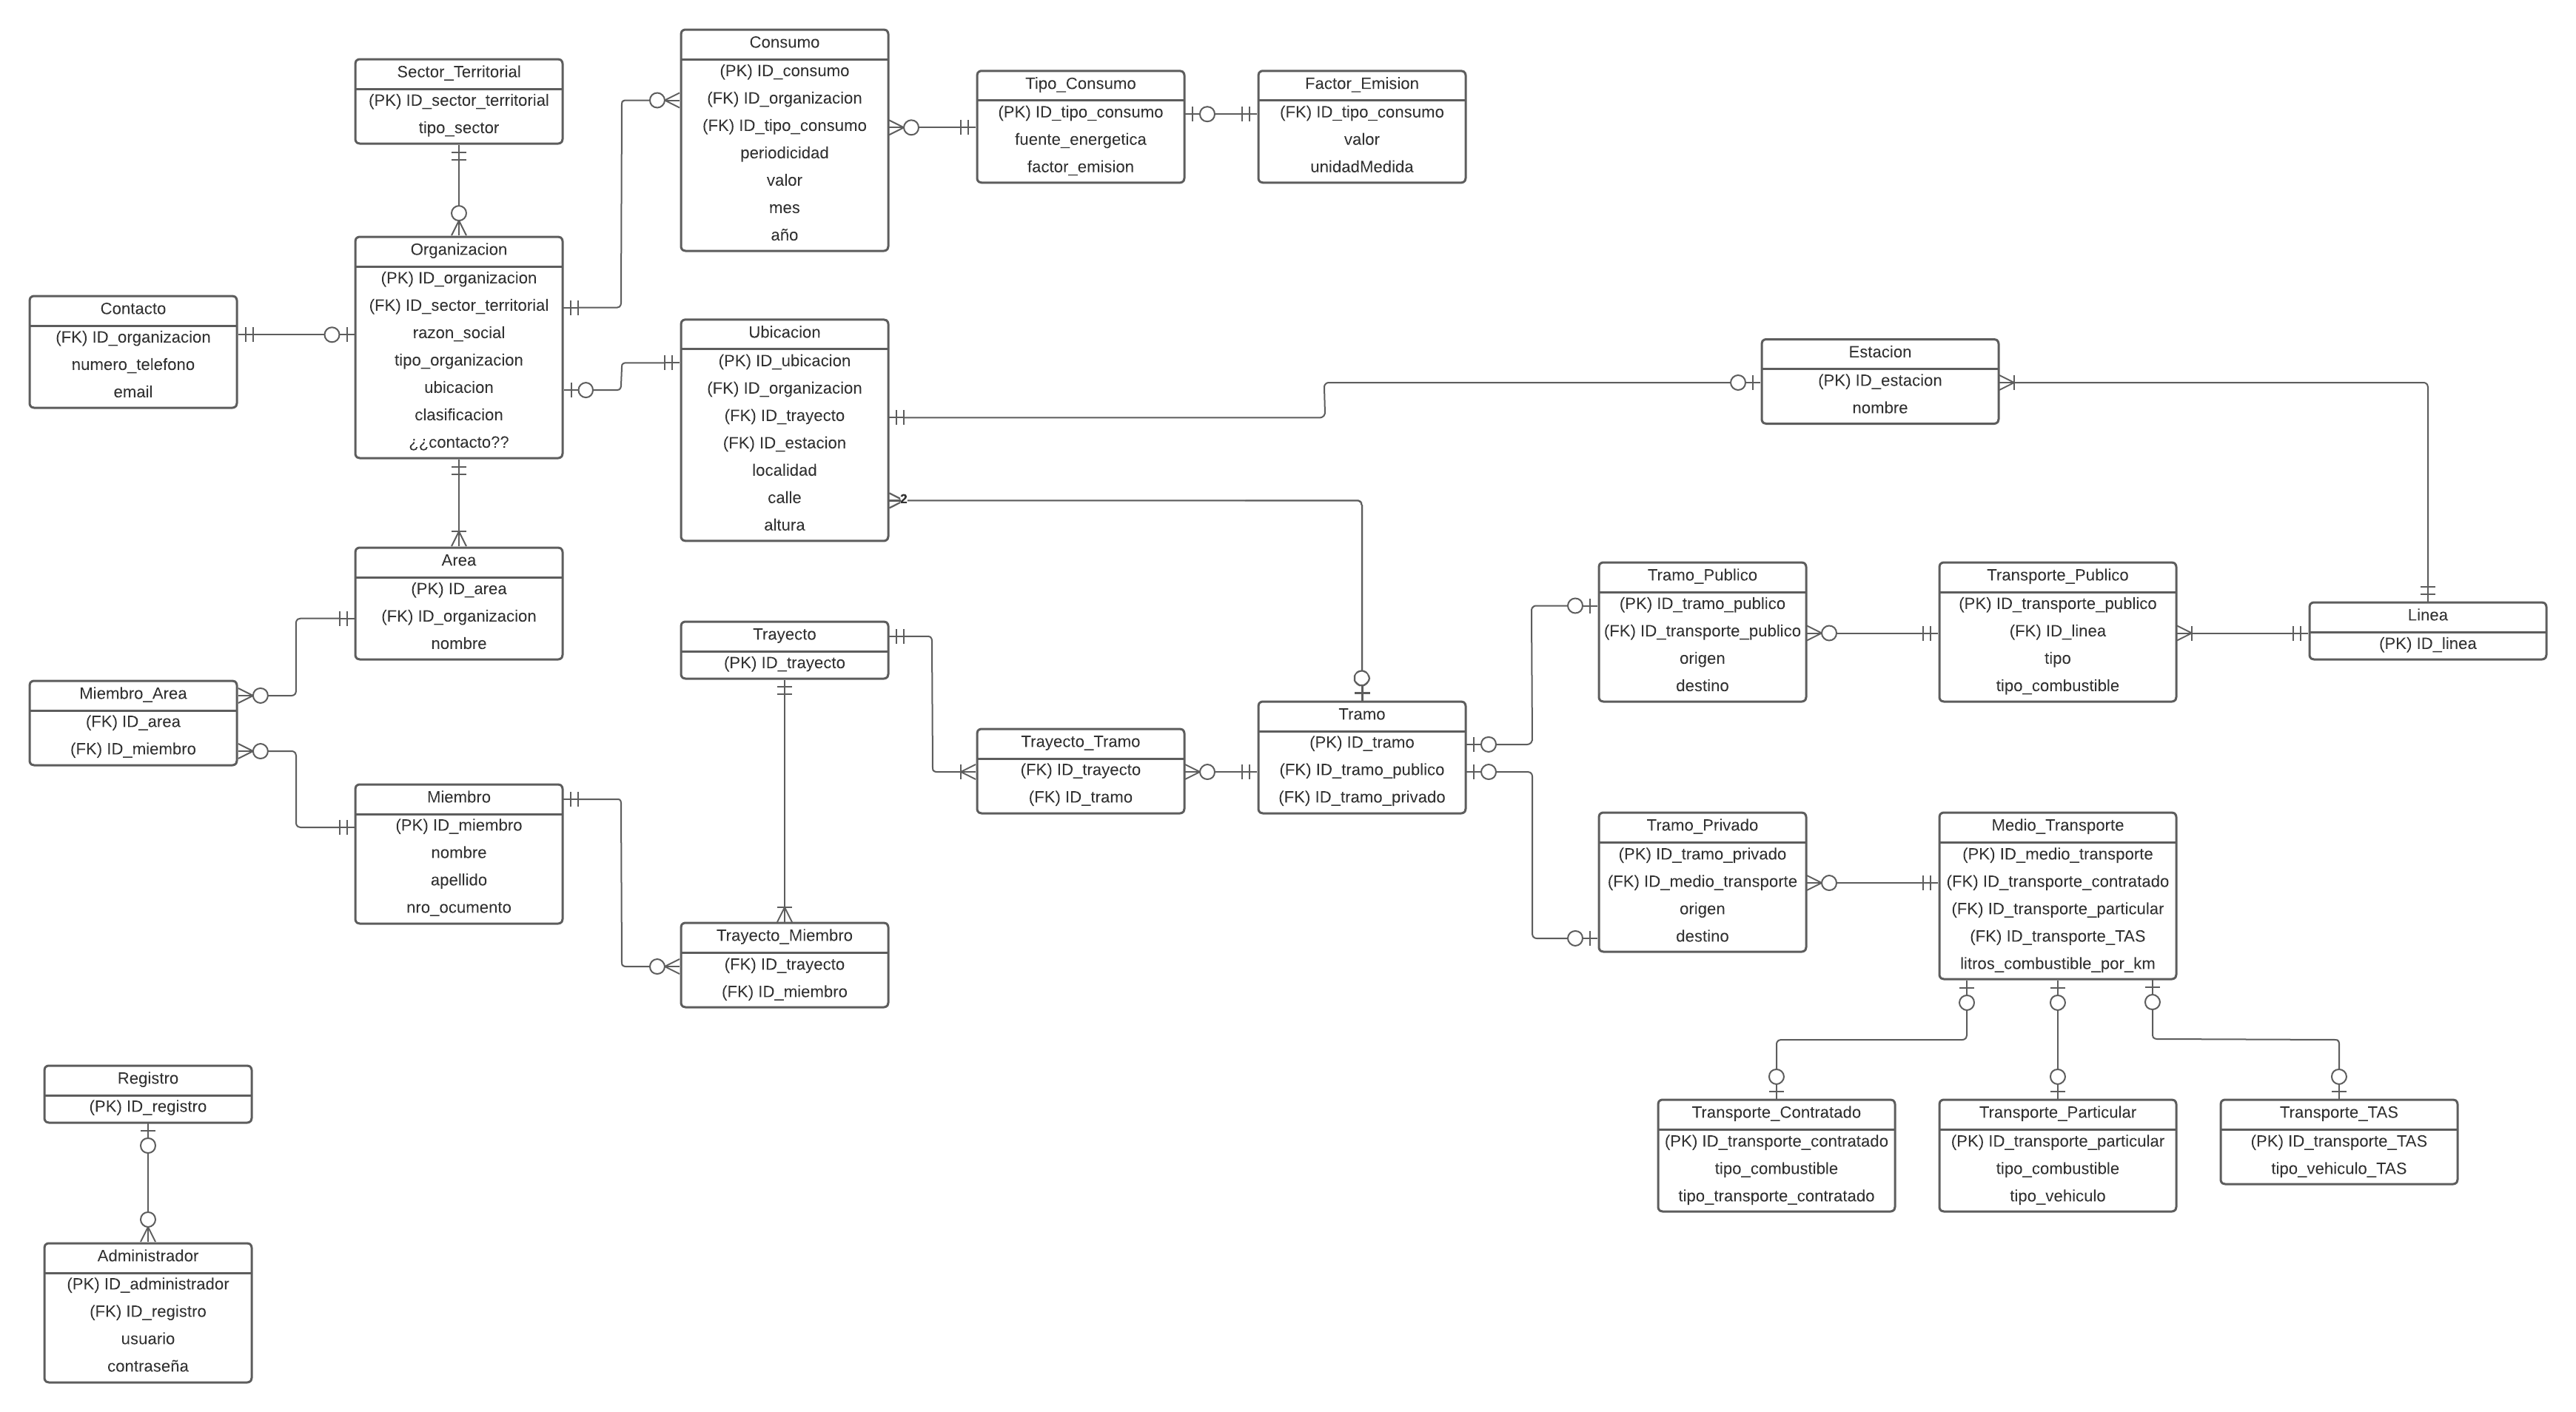 Sector_Territorial
(PK) ID_sector_territorial
tipo_sector
Consumo
(PK) ID_consumo
(FK) ID_organizacion
(FK) ID_tipo_consumo
periodicidad
valor
mes
año
Tipo_Consumo
(PK) ID_tipo_consumo
fuente_energetica
factor_emision
Factor_Emision
(FK) ID_tipo_consumo
valor
unidadMedida
Contacto
(FK) ID_organizacion
numero_telefono
email
Organizacion
(PK) ID_organizacion
(FK) ID_sector_territorial
razon_social
tipo_organizacion
ubicacion
clasificacion
¿¿contacto??
Ubicacion
(PK) ID_ubicacion
(FK) ID_organizacion
(FK) ID_trayecto
(FK) ID_estacion
localidad
calle
altura
2
Estacion
(PK) ID_estacion
nombre
Area
(PK) ID_area
(FK) ID_organizacion
nombre
Miembro_Area
(FK) ID_area
(FK) ID_miembro
Miembro
(PK) ID_miembro
nombre
apellido
nro_ocumento
Trayecto
(PK) ID_trayecto
Trayecto_Miembro
(FK) ID_trayecto
(FK) ID_miembro
Trayecto_Tramo
(FK) ID_trayecto
(FK) ID_tramo
Tramo
(PK) ID_tramo
(FK) ID_tramo_publico
(FK) ID_tramo_privado
Tramo_Publico
(PK) ID_tramo_publico
(FK) ID_transporte_publico
origen
destino
Transporte_Publico
(PK) ID_transporte_publico
(FK) ID_linea
tipo
tipo_combustible
Linea
(PK) ID_linea
Tramo_Privado
(PK) ID_tramo_privado
(FK) ID_medio_transporte
origen
destino
Medio_Transporte
(PK) ID_medio_transporte
(FK) ID_transporte_contratado
(FK) ID_transporte_particular
(FK) ID_transporte_TAS
litros_combustible_por_km
Transporte_Contratado
(PK) ID_transporte_contratado
tipo_combustible
tipo_transporte_contratado
Transporte_Particular
(PK) ID_transporte_particular
tipo_combustible
tipo_vehiculo
Transporte_TAS
(PK) ID_transporte_TAS
tipo_vehiculo_TAS
Registro
(PK) ID_registro
Administrador
(PK) ID_administrador
(FK) ID_registro
usuario
contraseña